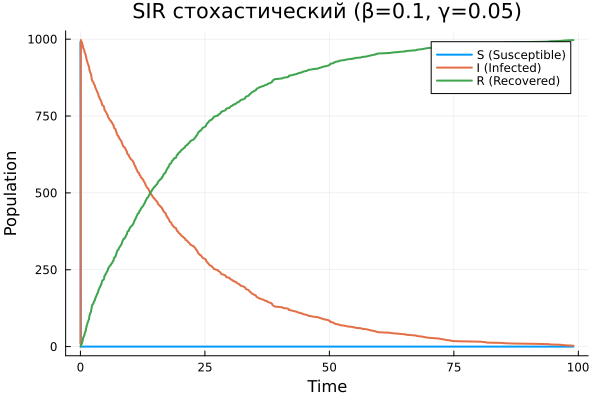 SIR стохастический (β=0.1, γ=0.05)
1000
750
500
250
0
Population
S (Susceptible)
I (Infected)
R (Recovered)
0
25
50
75
100
Time